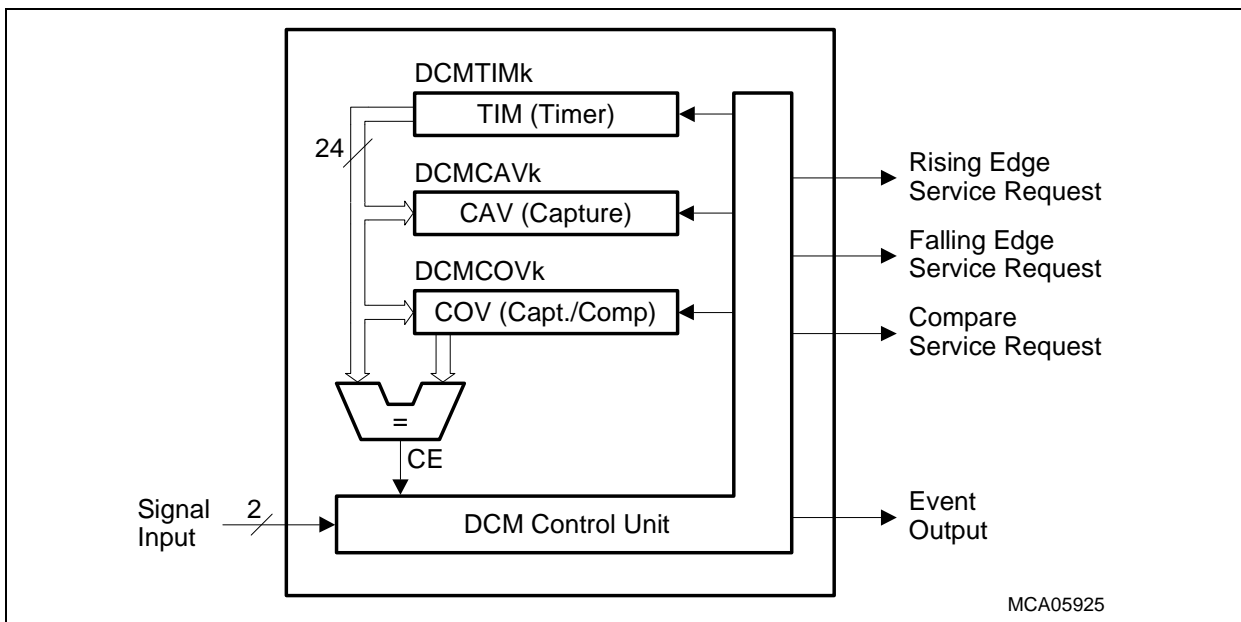 DCMTIMk
TIM (Timer)
24
DCMCAVk
CAV (Capture)
DCMCOVk
COV (Capt./Comp)
=
CE
Signal
Input
2
DCM Control Unit
Rising Edge
Service Request
Falling Edge
Service Request
Compare
Service Request
Event
Output
MCA05925